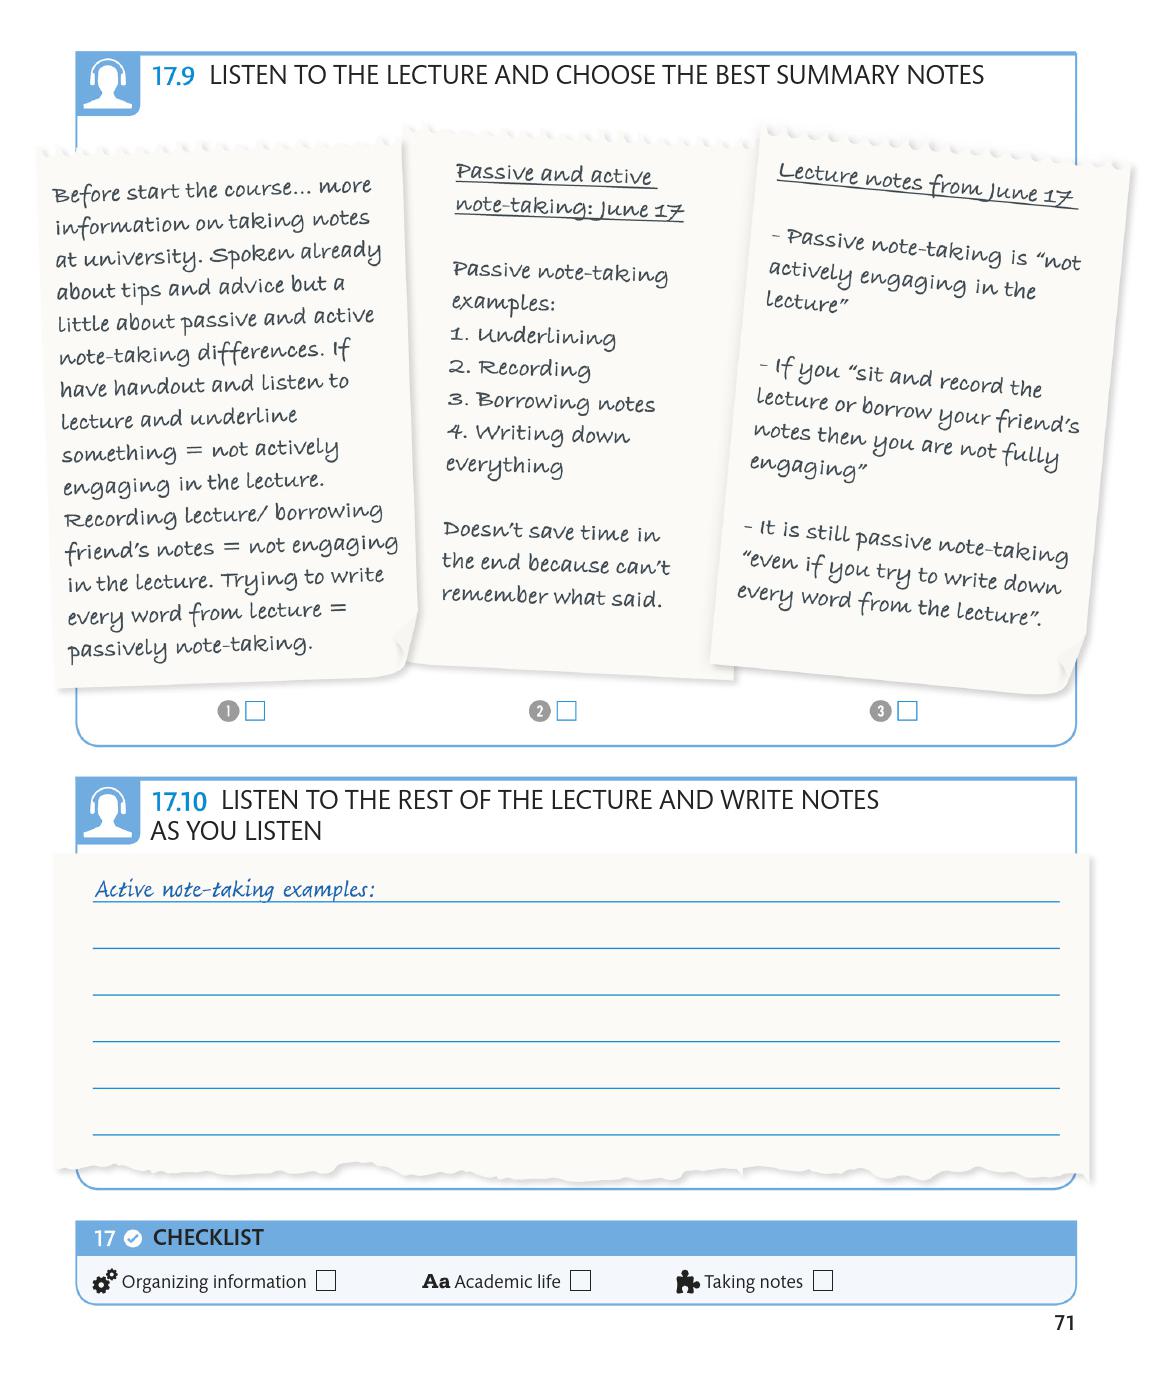 17.9 LISTEN TO THE LECTURE AND CHOOSE THE BEST SUMMARY NOTES
Before start the course... more
information on taking notes
at university. Spoken already
about tips and advice but a
little about passive and active
note-taking differences. If
have handout and listen to
lecture and underline
something = not actively
engaging in the lecture.
Recording lecture/ borrowing
friend's notes = not engaging
in the lecture. Trying to write
every word from lecture =
passively note-taking.
1
Passive and active
note-taking: June 17
Passive note-taking
examples:
1. Underlining
2. Recording
3. Borrowing notes
4. Writing down
everything
Doesn't save time in
the end because can't
remember what said.
2
Lecture notes from June 17
- Passive note-taking is “not
actively engaging in the
lecture”
- If you “sit and record the
lecture or borrow your friend's
notes then you are not fully
engaging”
- It is still passive note-taking
“even if you try to write down
every word from the lecture”.
3
17.10 LISTEN TO THE REST OF THE LECTURE AND WRITE NOTES
AS YOU LISTEN
Active note-taking examples:
17 CHECKLIST
Organizing information Aa Academic life Taking notes
71